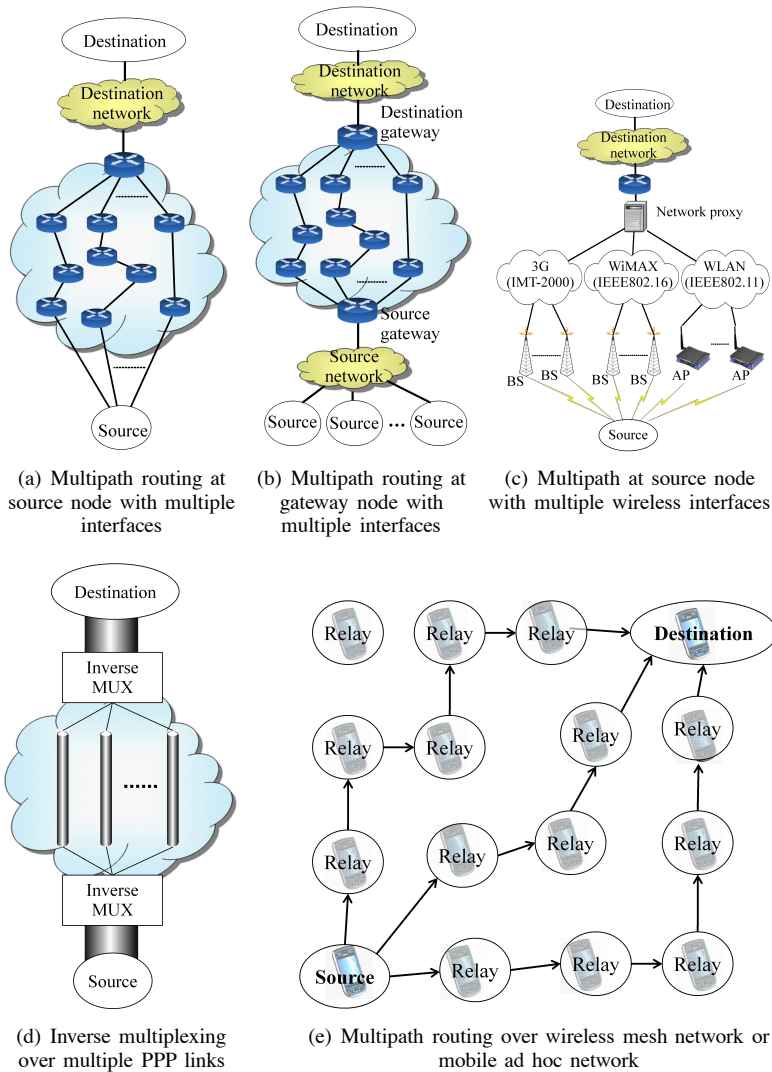 Destination
Destination
network
Source
(a) Multipath routing at
source node with multiple
interfaces
Destination
Destination
network
Destination
gateway
Source
gateway
Source
network
Source
Source
...
Source
(b) Multipath routing at
gateway node with
multiple interfaces
Destination
Destination
network
Network proxy
3G
(IMT-2000)
WiMAX
(IEEE802.16)
WLAN
(IEEE802.11)
BS
BS
BS
BS
AP
AP
Source
(c) Multipath at source node
with multiple wireless interfaces
Destination
Inverse
MUX
......
Inverse
MUX
Source
(d) Inverse multiplexing
over multiple PPP links
Relay
Relay
Relay
Destination
Relay
Relay
Relay
Relay
Relay
Relay
Relay
Relay
Source
Relay
Relay
Relay
(e) Multipath routing over wireless mesh network or
mobile ad hoc network